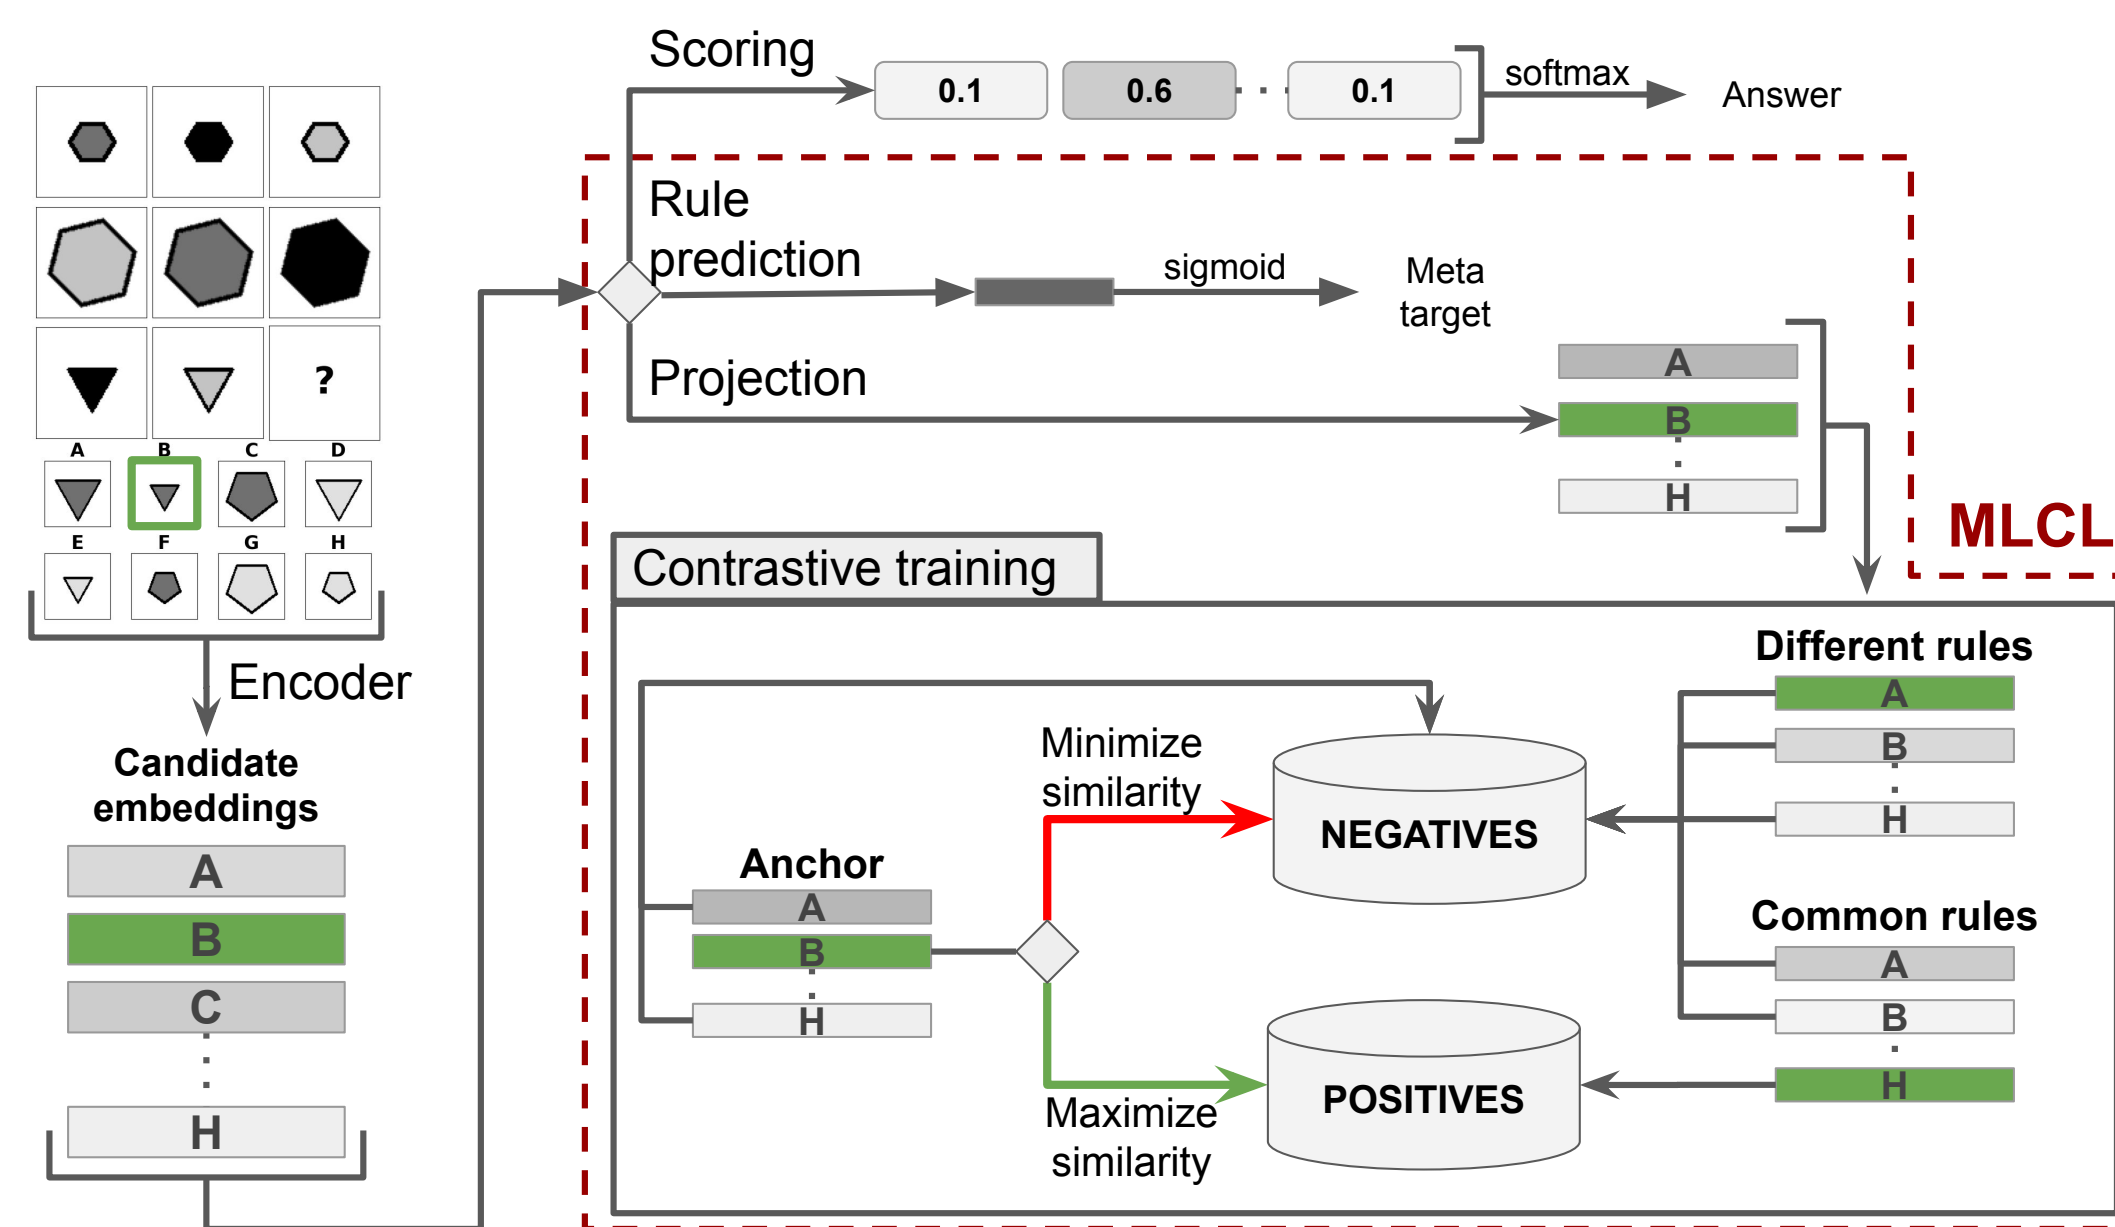 Scoring
0.1
0.6
0.1
softmax
Answer
Rule
prediction
sigmoid
Meta
target
Projection
A
B
H
MLCL
?
A
B
C
D
E
F
G
H
Encoder
Candidate
embeddings
A
B
C
H
Contrastive training
Different rules
A
B
H
Minimize
similarity
NEGATIVES
Anchor
A
B
H
Common rules
A
B
H
POSITIVES
Maximize
similarity